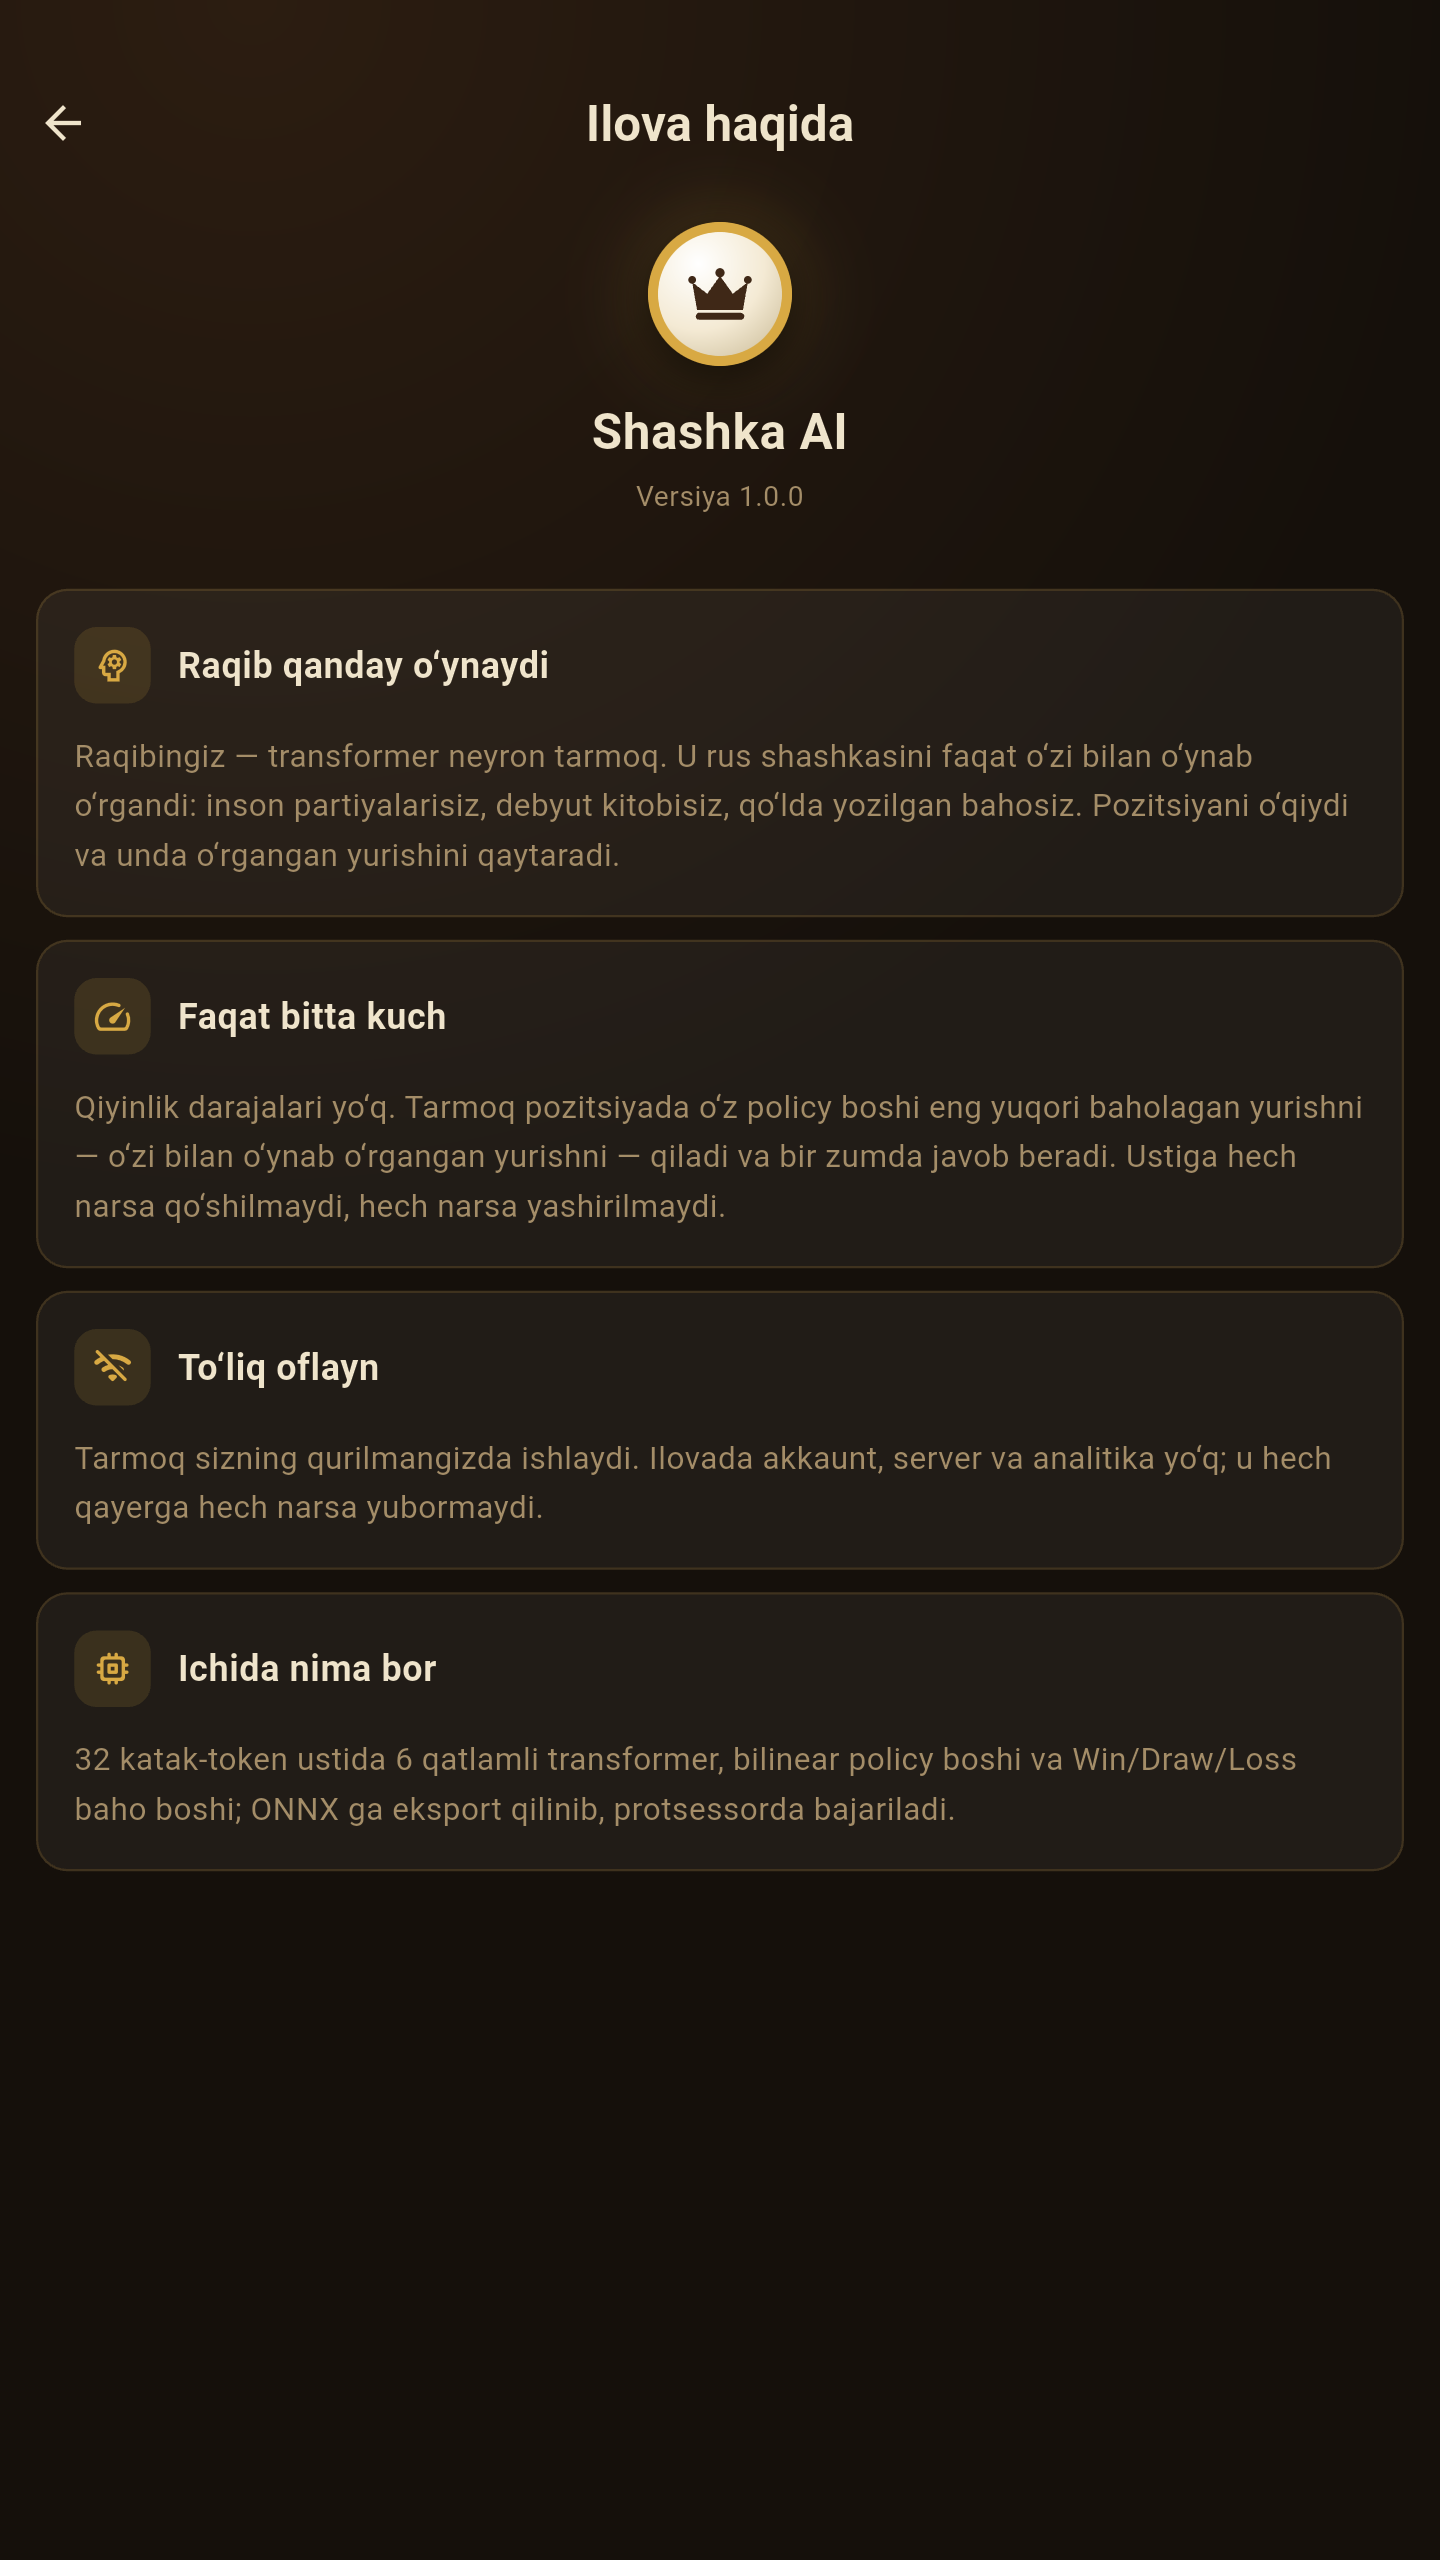 Ilova haqida
Shashka AI
Versiya 1.0.0
Raqib qanday oʻynaydi
Raqibingiz — transformer neyron tarmoq. U rus shashkasini faqat oʻzi bilan oʻynab
oʻrgandi: inson partiyalarisiz, debyut kitobisiz, qoʻlda yozilgan bahosiz. Pozitsiyani oʻqiydi
va unda oʻrgangan yurishini qaytaradi.
Faqat bitta kuch
Qiyinlik darajalari yoʻq. Tarmoq pozitsiyada oʻz policy boshi eng yuqori baholagan yurishni
— oʻzi bilan oʻynab oʻrgangan yurishni — qiladi va bir zumda javob beradi. Ustiga hech
narsa qoʻshilmaydi, hech narsa yashirilmaydi.
Toʻliq oflayn
Tarmoq sizning qurilmangizda ishlaydi. Ilovada akkaunt, server va analitika yoʻq; u hech
qayerga hech narsa yubormaydi.
Ichida nima bor
32 katak-token ustida 6 qatlamli transformer, bilinear policy boshi va Win/Draw/Loss
baho boshi; ONNX ga eksport qilinib, protsessorda bajariladi.